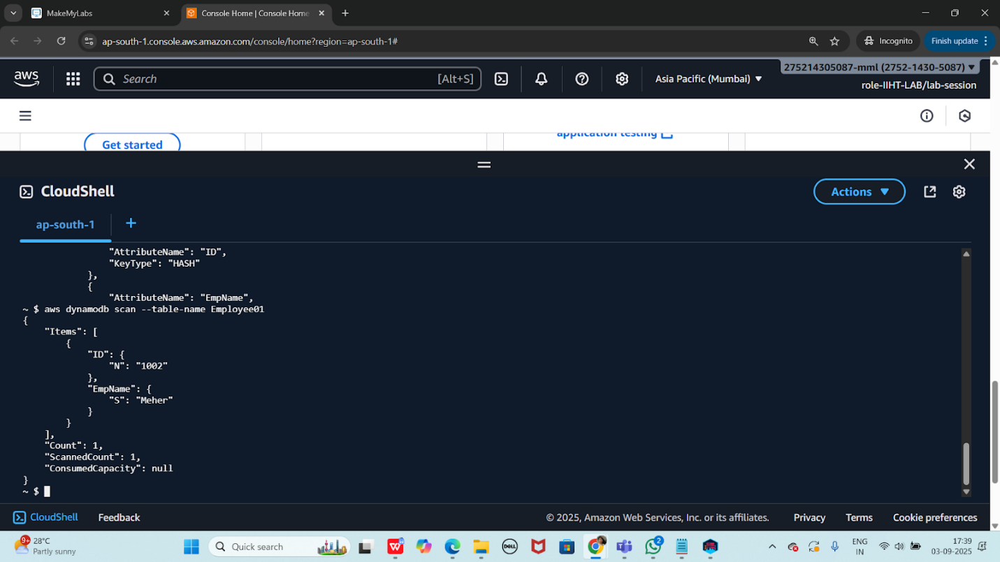 MakeMyLabs
Console Home | Console Home
ap-south-1.console.aws.amazon.com/console/home?region=ap-south-1#
Incognito
Finish update
aws
Search
[Alt+S]
Asia Pacific (Mumbai)
275214305087-mml (2752-1430-5087)
role-IIHT-LAB/lab-session
Get started
application testing
CloudShell
Actions
ap-south-1
"AttributeName": "ID",
"KeyType": "HASH"
},
{
"AttributeName": "EmpName",
~ $ aws dynamodb scan --table-name Employee01
{
"Items": [
{
"ID": {
"N": "1002"
},
"EmpName": {
"S": "Meher"
}
}
],
"Count": 1,
"ScannedCount": 1,
"ConsumedCapacity": null
}
~ $
CloudShell
Feedback
© 2025, Amazon Web Services, Inc. or its affiliates.
Privacy
Terms
Cookie preferences
9+
28°C
Partly sunny
Quick search
DELL
2
ENG
IN
17:39
03-09-2025